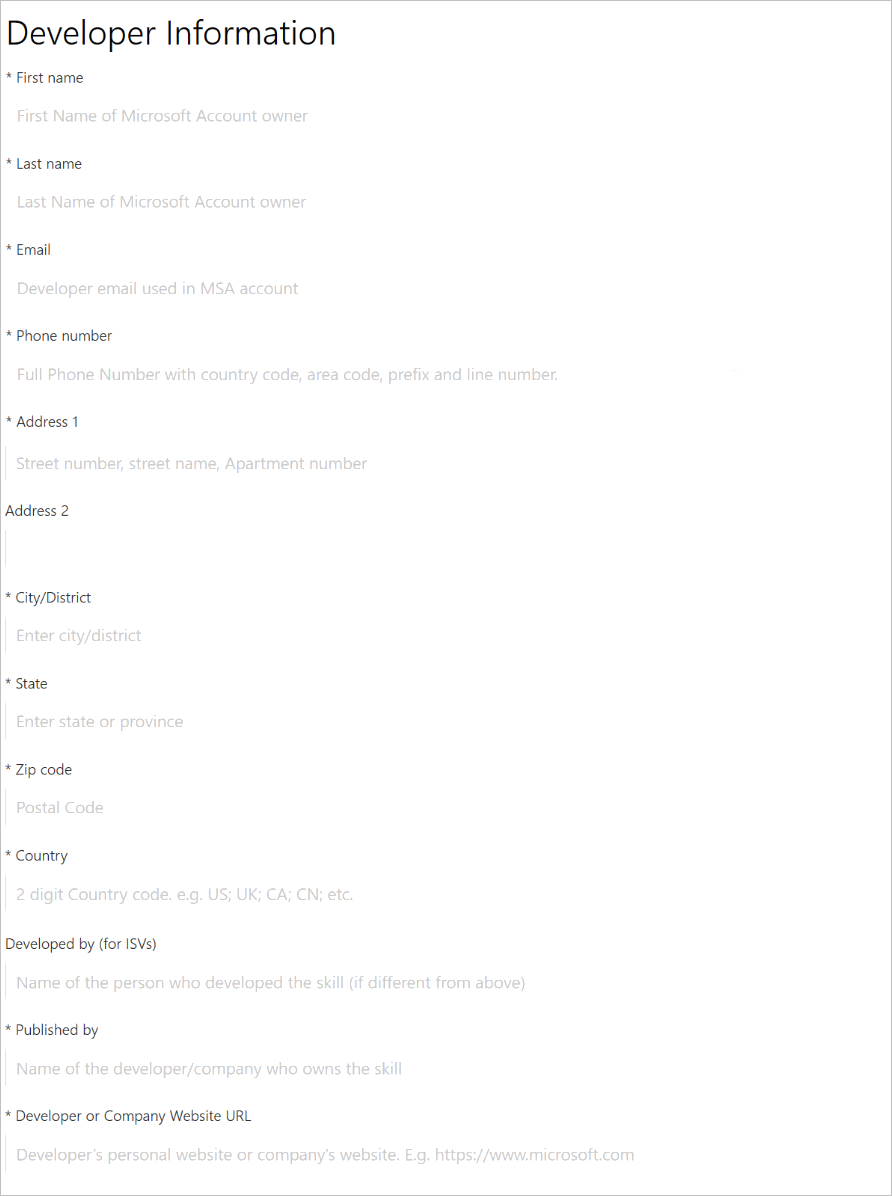 Developer Information
* First name
First Name of Microsoft Account owner
* Last name
Last Name of Microsoft Account owner
* Email
Developer email used in MSA account
* Phone number
Full Phone Number with country code, area code, prefix and line number.
* Address 1
Street number, street name, Apartment number
Address 2
* City/District
Enter city/district
* State
Enter state or province
* Zip code
Postal Code
* Country
2 digit Country code. e.g. US; UK; CA; CN; etc.
Developed by (for ISVs)
Name of the person who developed the skill (if different from above)
* Published by
Name of the developer/company who owns the skill
* Developer or Company Website URL
Developer's personal website or company's website. E.g. https://www.microsoft.com